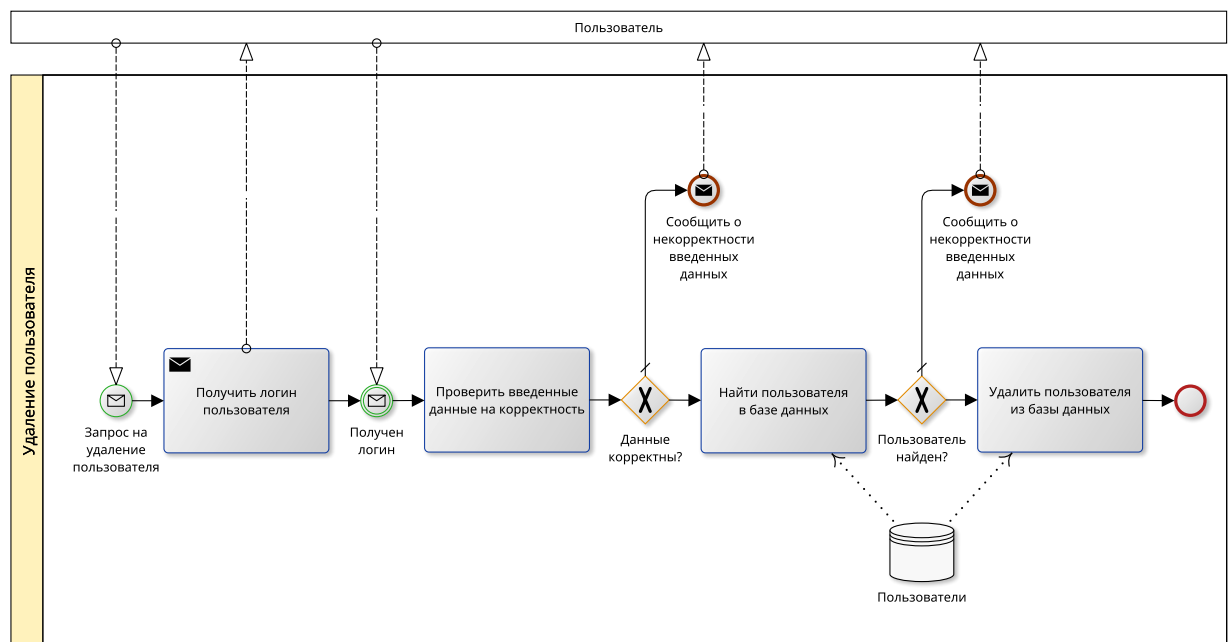 Пользователь
Удаление пользователя
Сообщить о
некорректности
введенных
данных
Сообщить о
некорректности
введенных
данных
Получить логин
пользователя
Проверить введенные
данные на корректность
Найти пользователя
в базе данных
Удалить пользователя
из базы данных
Запрос на
удаление
пользователя
Получен
логин
Данные
корректны?
Пользователь
найден?
Пользователи